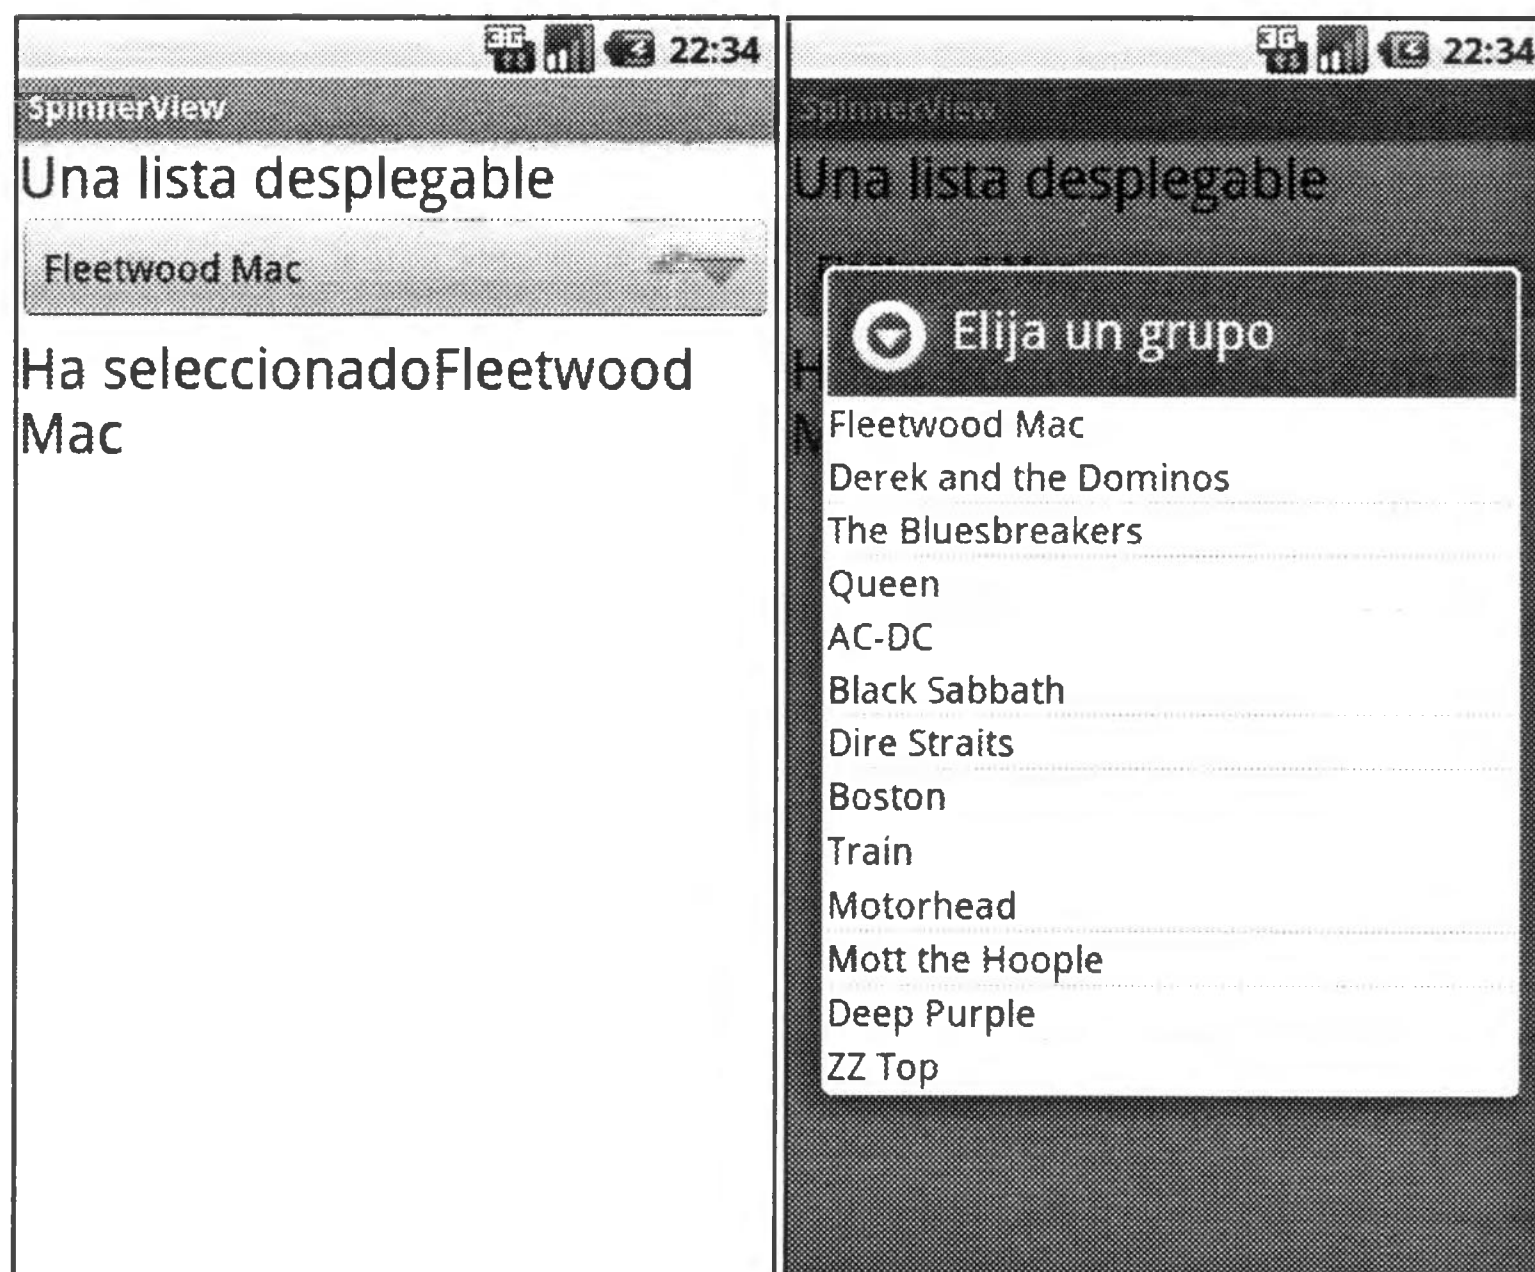 3G 22:34
SpinnerView
Una lista desplegable
Fleetwood Mac
Ha seleccionadoFleetwood
Mac
3G 22:34
SpinnerView
Una lista desplegable
Elija un grupo
Fleetwood Mac
Derek and the Dominos
The Bluesbreakers
Queen
AC-DC
Black Sabbath
Dire Straits
Boston
Train
Motorhead
Mott the Hoople
Deep Purple
ZZ Top